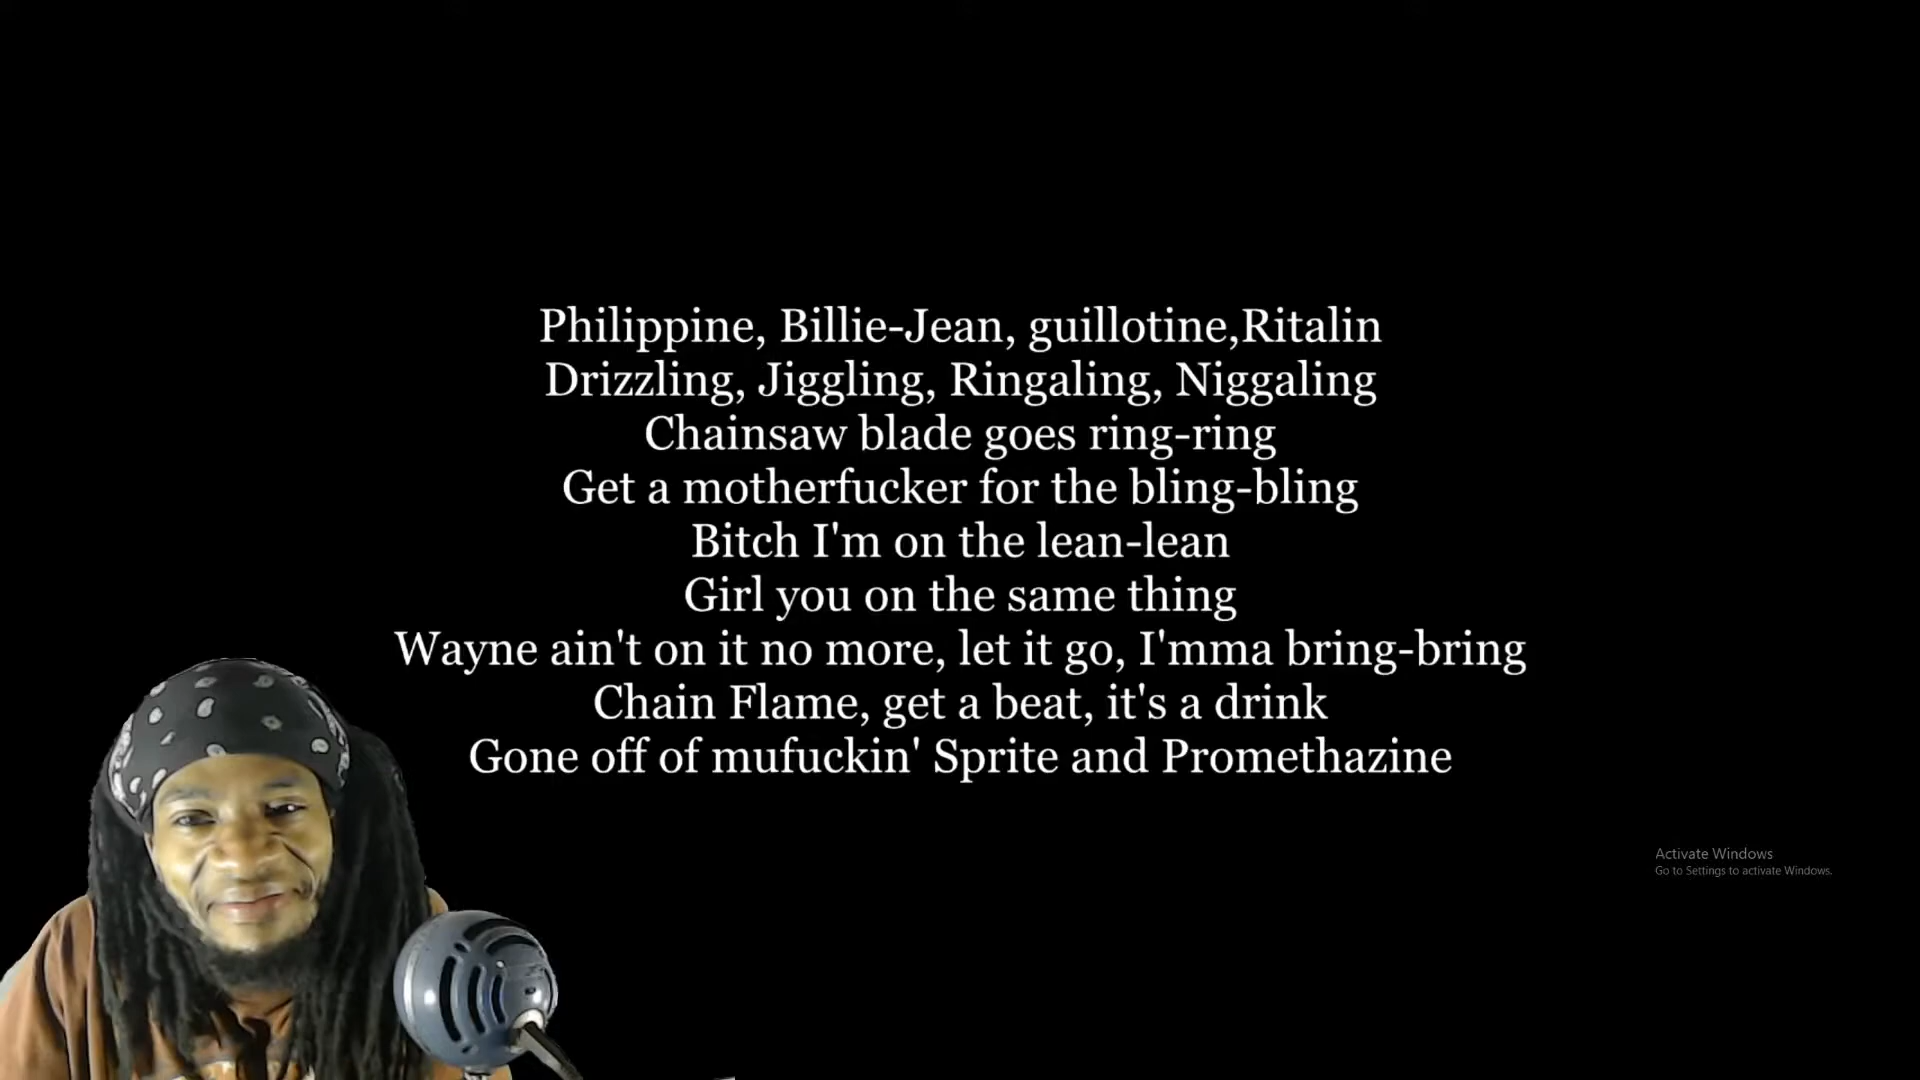 Philippine, Billie-Jean, guillotine,Ritalin
Drizzling, Jiggling, Ringaling, Niggaling
Chainsaw blade goes ring-ring
Get a motherfucker for the bling-bling
Bitch I'm on the lean-lean
Girl you on the same thing
Wayne ain't on it no more, let it go, I'mma bring-bring
Chain Flame, get a beat, it's a drink
Gone off of mufuckin' Sprite and Promethazine
Activate Windows
Go to Settings to activate Windows.